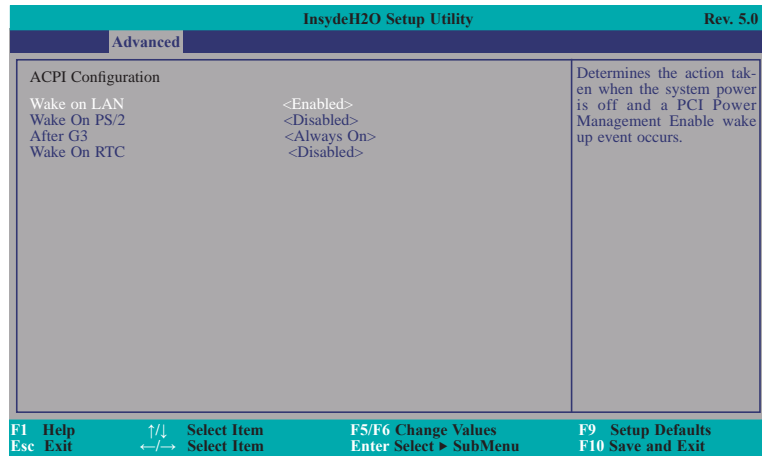 InsydeH2O Setup Utility Rev. 5.0
Advanced
ACPI Configuration
Wake on LAN <Enabled>
Wake On PS/2 <Disabled>
After G3 <Always On>
Wake On RTC <Disabled>
Determines the action tak-
en when the system power
is off and a PCI Power
Management Enable wake
up event occurs.
F1 Help ↑/↓ Select Item F5/F6 Change Values F9 Setup Defaults
Esc Exit ←/→ Select Item Enter Select ► SubMenu F10 Save and Exit